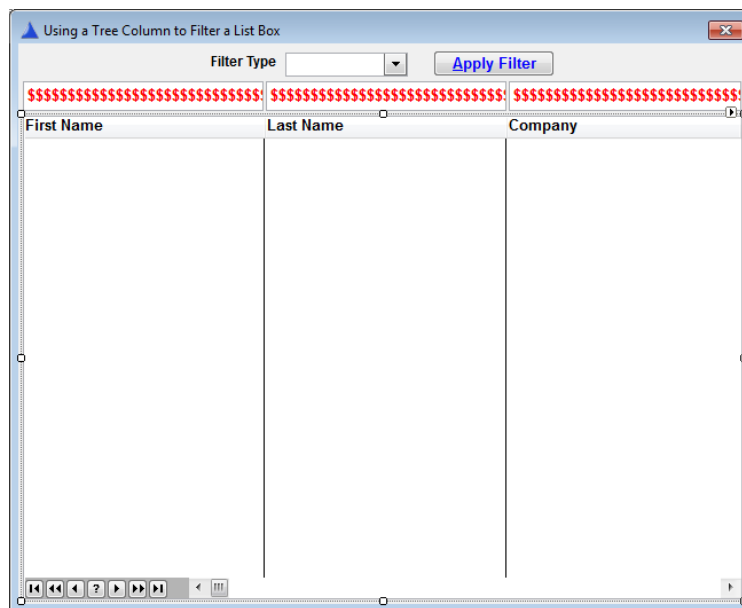 Using a Tree Column to Filter a List Box
Filter Type Apply Filter
$$$$$$$$$$$$$$$$$$$$$$$$$$$$$ $$$$$$$$$$$$$$$$$$$$$$$$$$$$$ $$$$$$$$$$$$$$$$$$$$$$$$$$$$
First Name Last Name Company
?